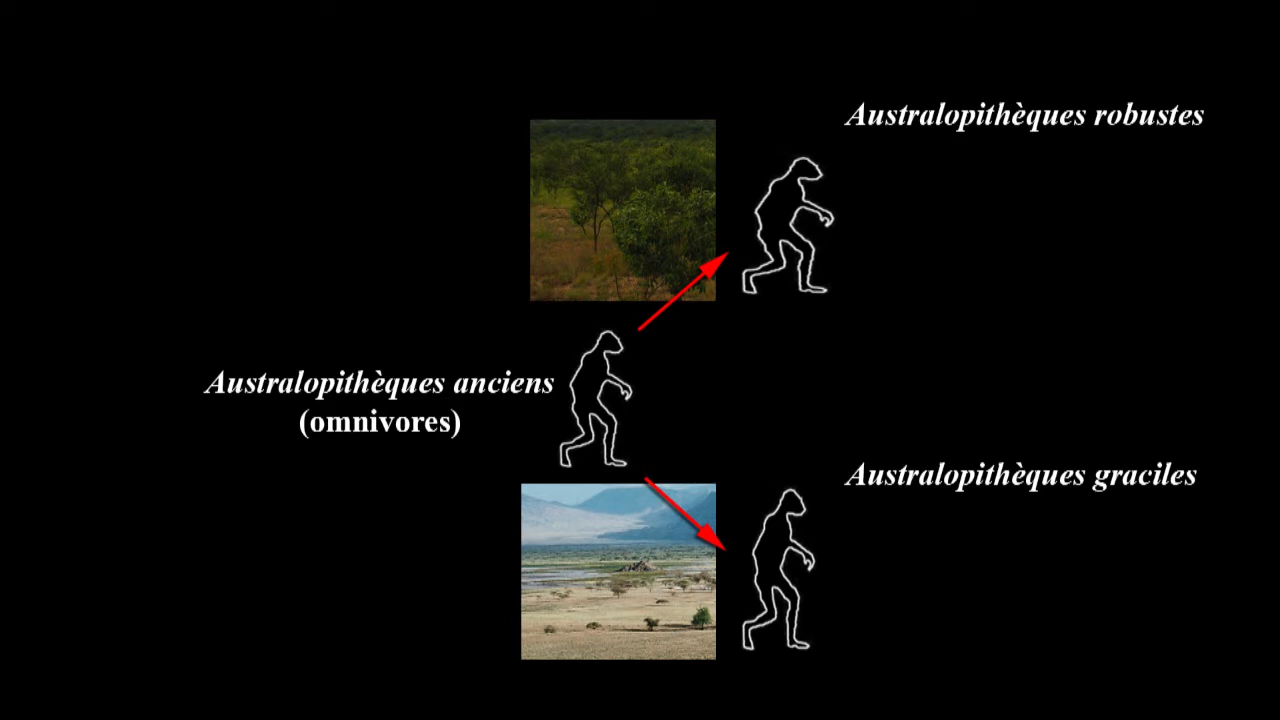 Australopithèques robustes
Australopithèques anciens
(omnivores)
Australopithèques graciles